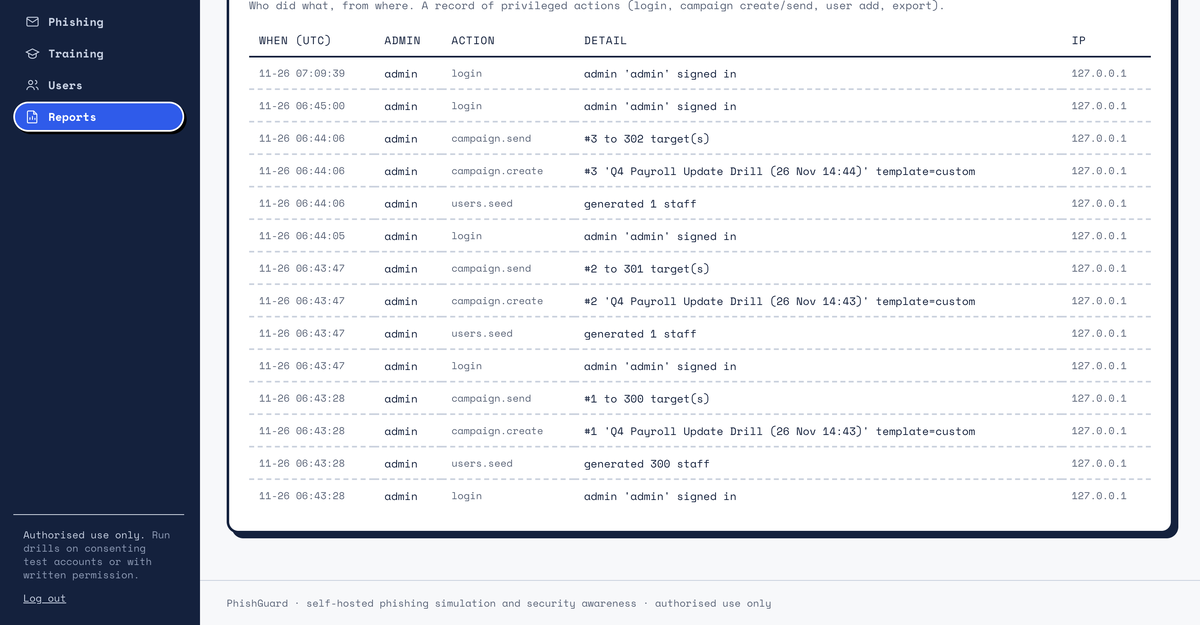 Phishing
Training
Users
Reports
Authorised use only. Run
drills on consenting
test accounts or with
written permission.
Log out
Who did what, from where. A record of privileged actions (login, campaign create/send, user add, export).
WHEN (UTC) ADMIN ACTION DETAIL IP
11-26 07:09:39 admin login admin 'admin' signed in 127.0.0.1
11-26 06:45:00 admin login admin 'admin' signed in 127.0.0.1
11-26 06:44:06 admin campaign.send #3 to 302 target(s) 127.0.0.1
11-26 06:44:06 admin campaign.create #3 'Q4 Payroll Update Drill (26 Nov 14:44)' template=custom 127.0.0.1
11-26 06:44:06 admin users.seed generated 1 staff 127.0.0.1
11-26 06:44:05 admin login admin 'admin' signed in 127.0.0.1
11-26 06:43:47 admin campaign.send #2 to 301 target(s) 127.0.0.1
11-26 06:43:47 admin campaign.create #2 'Q4 Payroll Update Drill (26 Nov 14:43)' template=custom 127.0.0.1
11-26 06:43:47 admin users.seed generated 1 staff 127.0.0.1
11-26 06:43:47 admin login admin 'admin' signed in 127.0.0.1
11-26 06:43:28 admin campaign.send #1 to 300 target(s) 127.0.0.1
11-26 06:43:28 admin campaign.create #1 'Q4 Payroll Update Drill (26 Nov 14:43)' template=custom 127.0.0.1
11-26 06:43:28 admin users.seed generated 300 staff 127.0.0.1
11-26 06:43:28 admin login admin 'admin' signed in 127.0.0.1
PhishGuard · self-hosted phishing simulation and security awareness · authorised use only